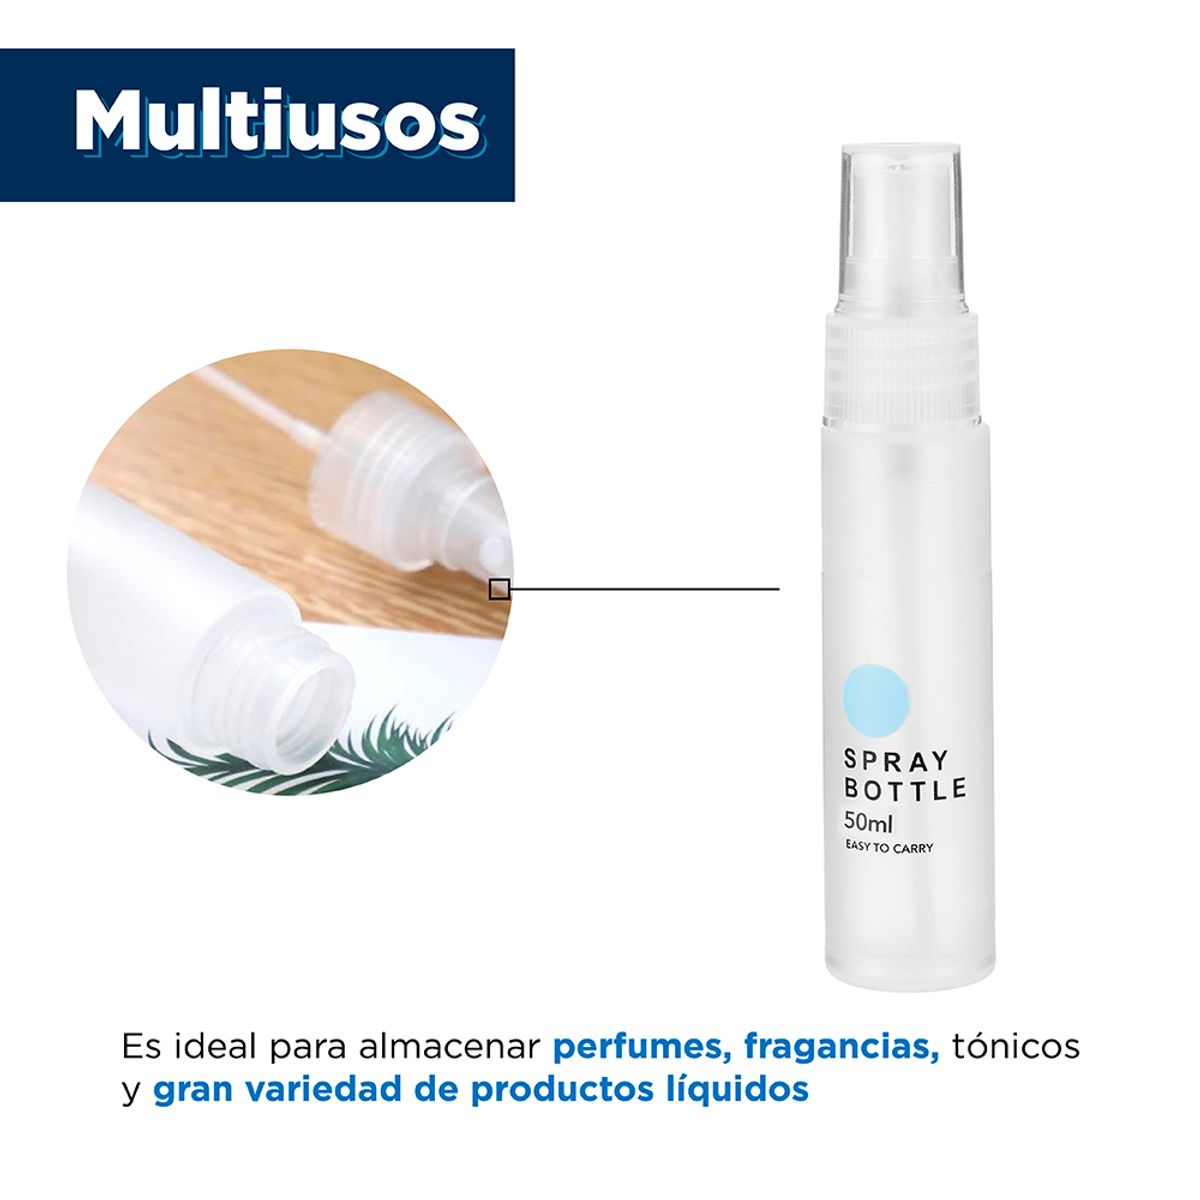 Multiusos
SPRAY
BOTTLE
50ml
EASY TO CARRY
Es ideal para almacenar perfumes, fragancias, tónicos
y gran variedad de productos líquidos